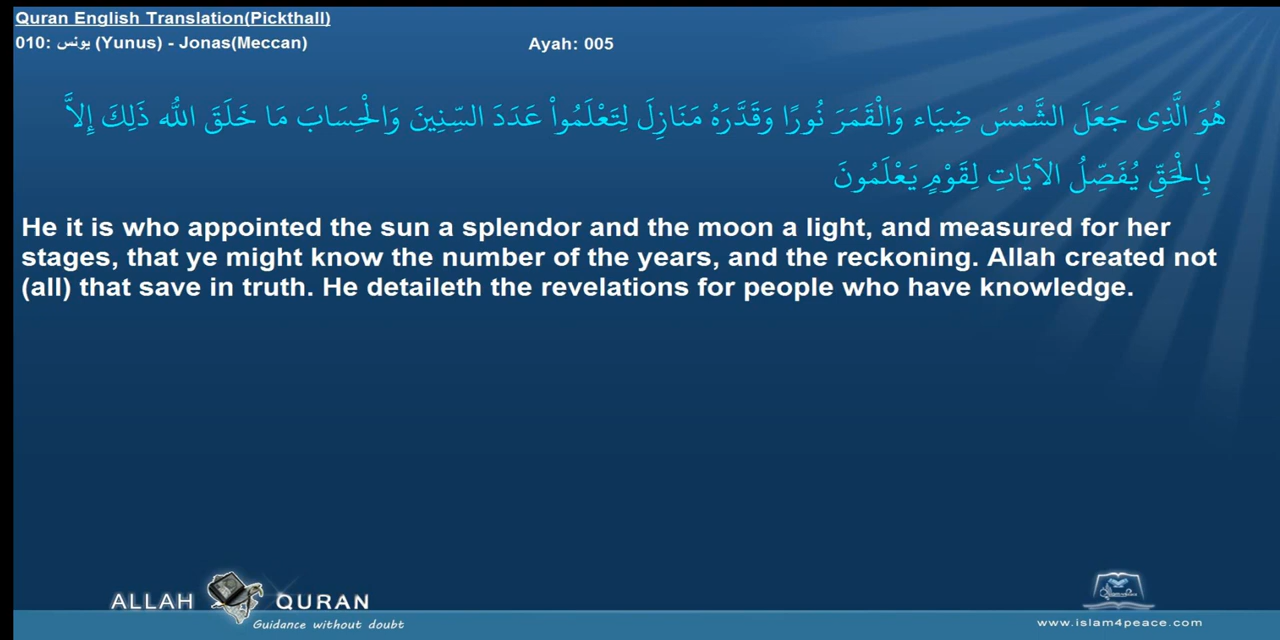 Quran English Translation(Pickthall)
010: يونس (Yunus) - Jonas(Meccan)
Ayah: 005
هُوَ الَّذِى جَعَلَ الشَّمْسَ ضِيَاء وَالْقَمَرَ نُورًا وَقَدَّرَهُ مَنَازِلَ لِتَعْلَمُواْ عَدَدَ السِّنِينَ وَالْحِسَابَ مَا خَلَقَ اللّهُ ذَلِكَ إِلاَّ
بِالْحَقِّ يُفَصِّلُ الآيَاتِ لِقَوْمٍ يَعْلَمُونَ
He it is who appointed the sun a splendor and the moon a light, and measured for her
stages, that ye might know the number of the years, and the reckoning. Allah created not
(all) that save in truth. He detaileth the revelations for people who have knowledge.
ALLAH QURAN
Guidance without doubt
www.islam4peace.com